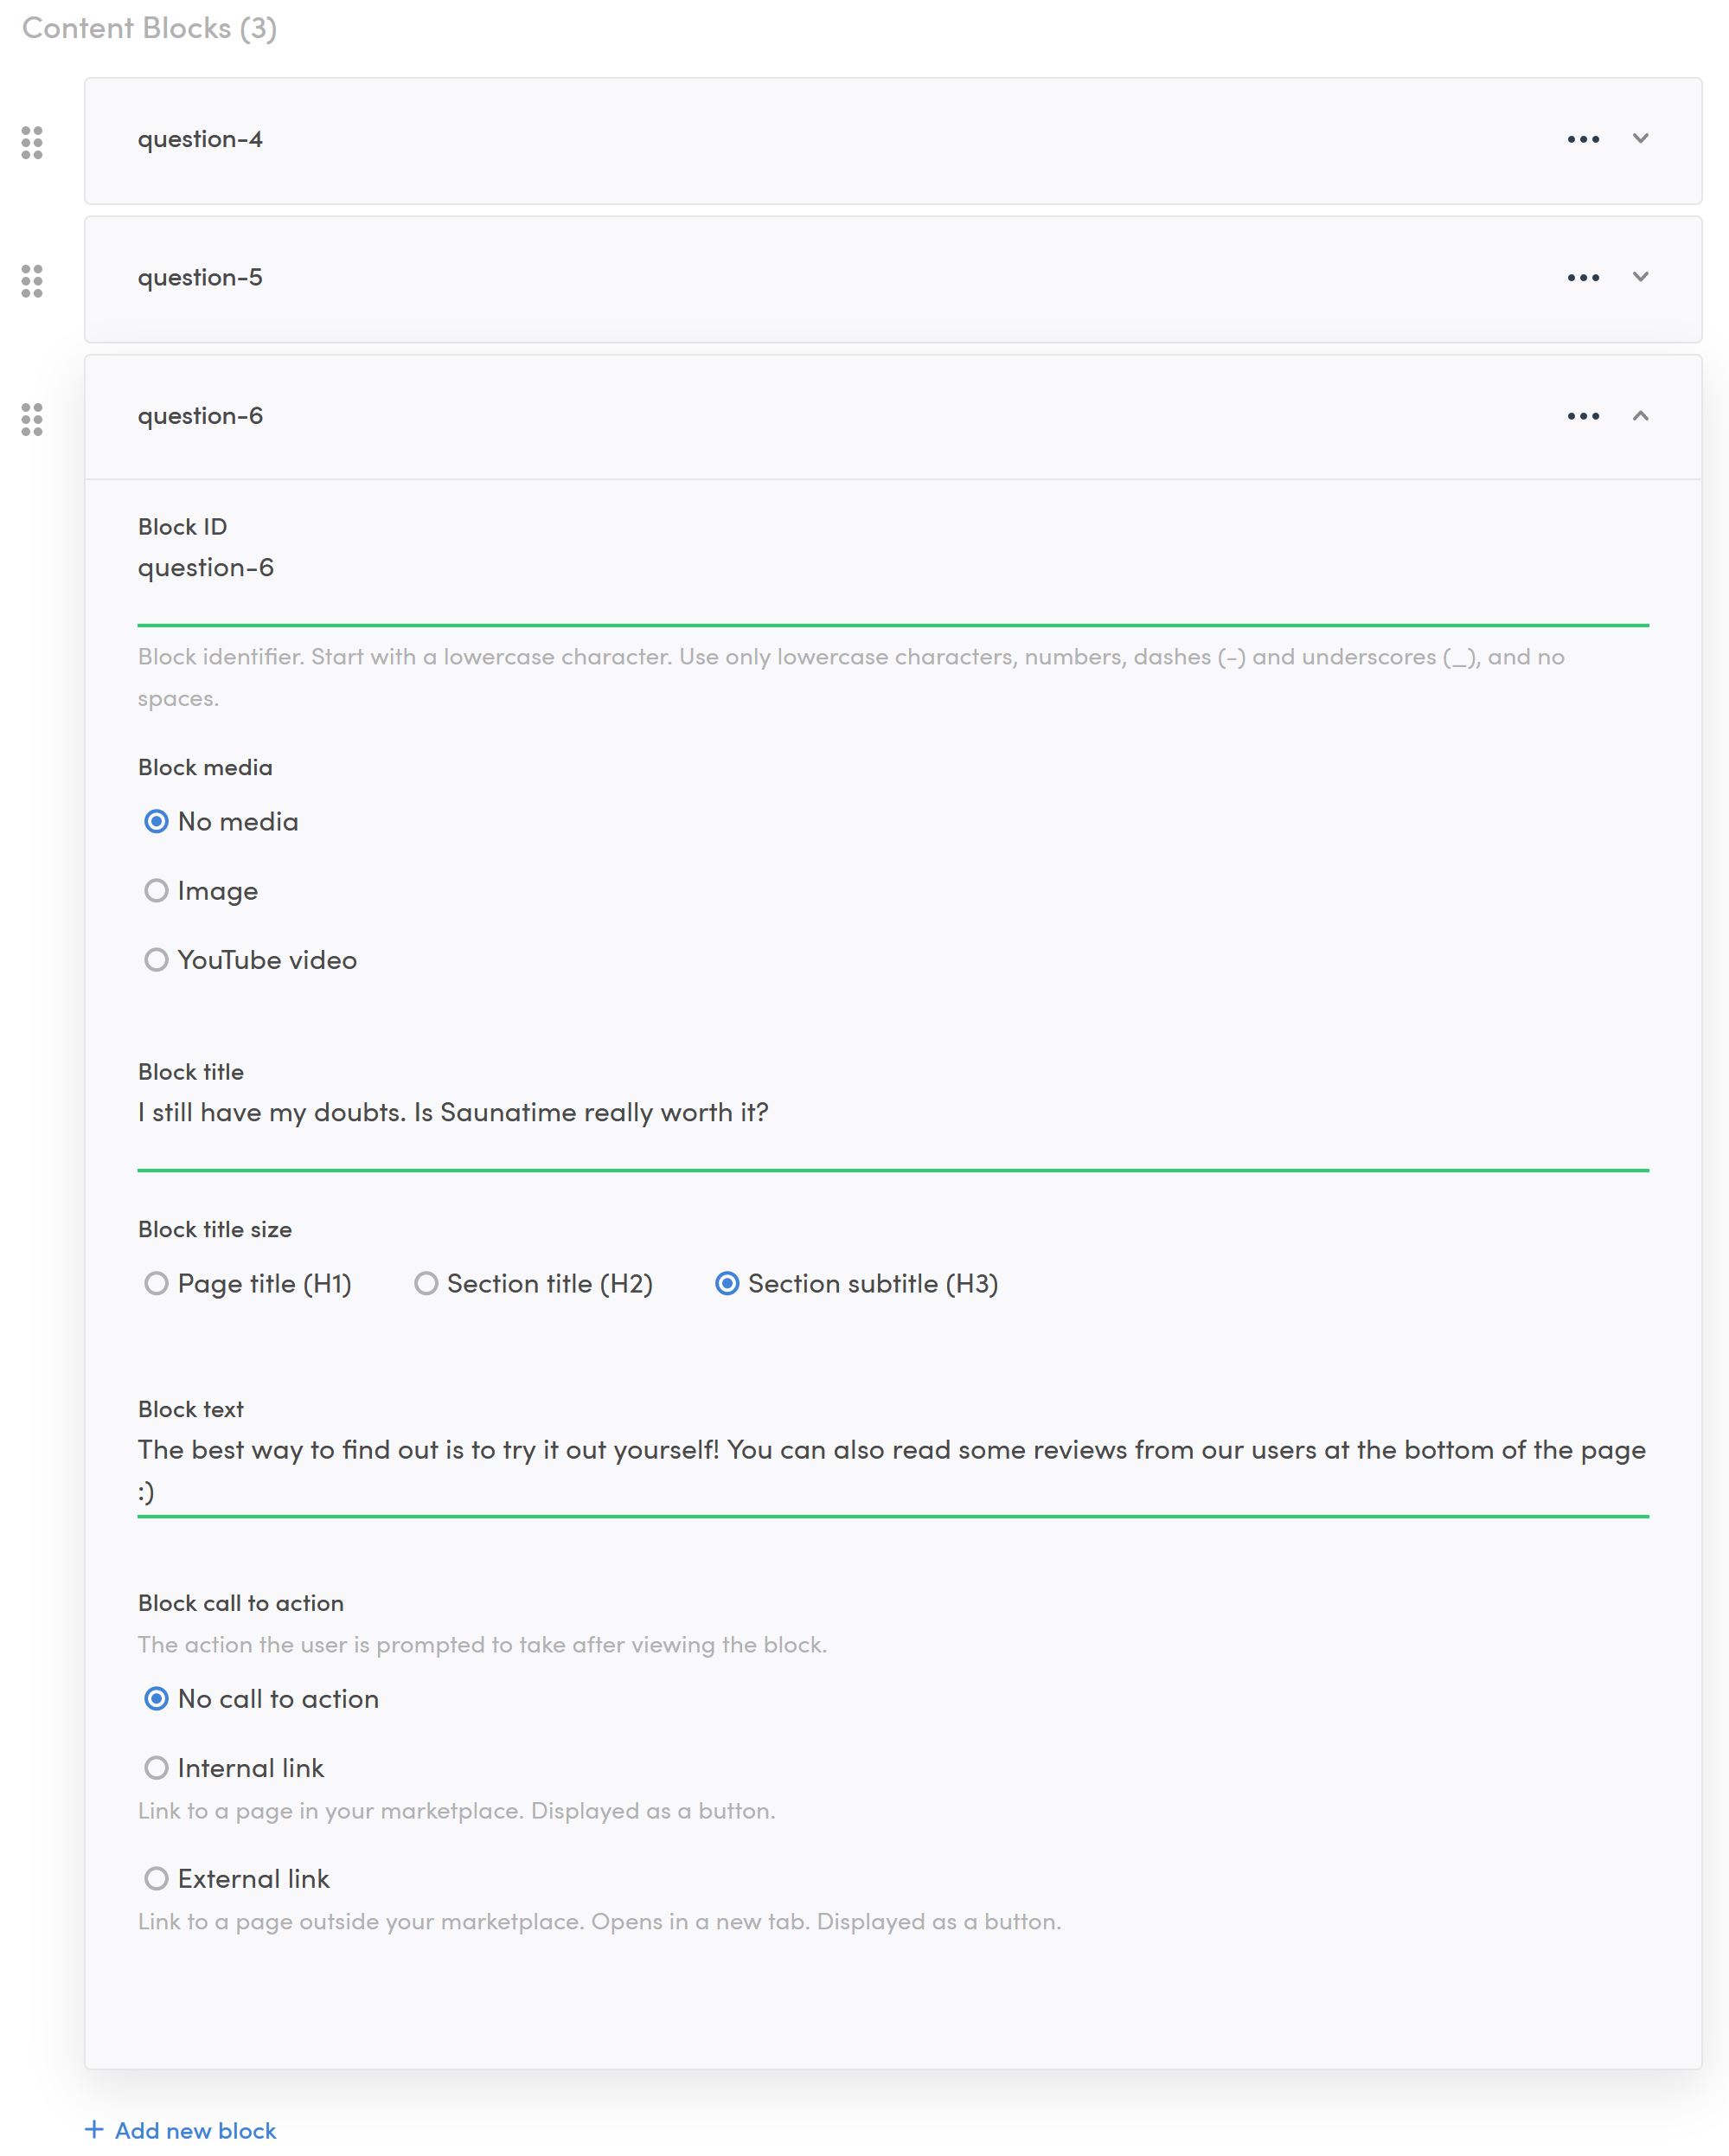 Content Blocks (3)
question-4
question-5
question-6
Block ID
question-6
Block identifier. Start with a lowercase character. Use only lowercase characters, numbers, dashes (-) and underscores (_), and no
spaces.
Block media
No media
Image
YouTube video
Block title
I still have my doubts. Is Saunatime really worth it?
Block title size
Page title (H1) Section title (H2) Section subtitle (H3)
Block text
The best way to find out is to try it out yourself! You can also read some reviews from our users at the bottom of the page
:)
Block call to action
The action the user is prompted to take after viewing the block.
No call to action
Internal link
Link to a page in your marketplace. Displayed as a button.
External link
Link to a page outside your marketplace. Opens in a new tab. Displayed as a button.
+ Add new block